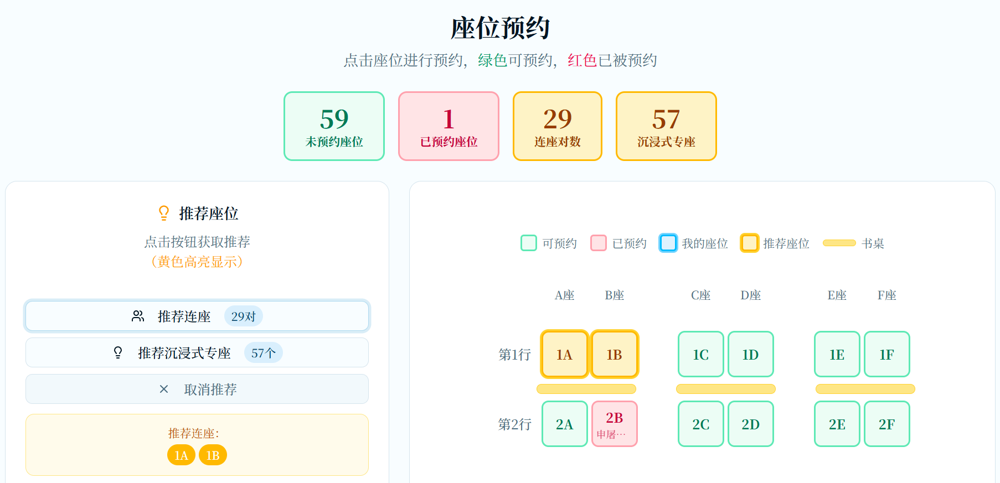 座位预约
点击座位进行预约，绿色可预约，红色已被预约
59
未预约座位
1
已预约座位
29
连座对数
57
沉浸式专座
推荐座位
点击按钮获取推荐
（黄色高亮显示）
推荐连座 29对
推荐沉浸式专座 57个
取消推荐
推荐连座：
1A 1B
可预约 已预约 我的座位 推荐座位 书桌
A座 B座 C座 D座 E座 F座
第1行 1A 1B 1C 1D 1E 1F
第2行 2A 2B 2C 2D 2E 2F
申屠…